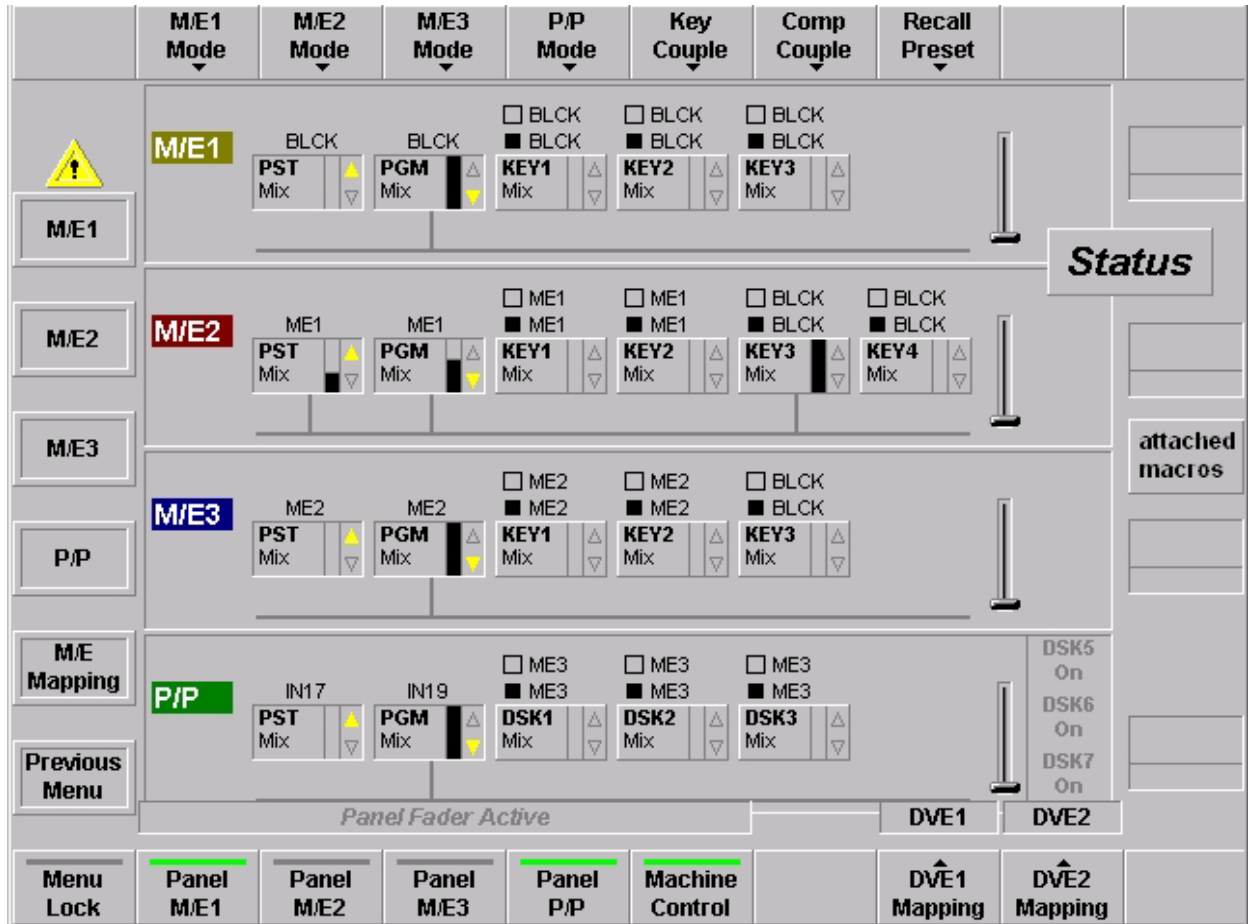 M/E1 Mode
M/E2 Mode
M/E3 Mode
P/P Mode
Key Couple
Comp Couple
Recall Preset
M/E1
M/E2
M/E3
P/P
M/E Mapping
Previous Menu
M/E1
BLCK
PST
Mix
BLCK
PGM
Mix
BLCK
BLCK
KEY1
Mix
BLCK
BLCK
KEY2
Mix
BLCK
BLCK
KEY3
Mix
Status
M/E2
ME1
PST
Mix
ME1
PGM
Mix
ME1
ME1
KEY1
Mix
ME1
ME1
KEY2
Mix
BLCK
BLCK
KEY3
Mix
BLCK
BLCK
KEY4
Mix
attached
macros
M/E3
ME2
PST
Mix
ME2
PGM
Mix
ME2
ME2
KEY1
Mix
ME2
ME2
KEY2
Mix
BLCK
BLCK
KEY3
Mix
P/P
IN17
PST
Mix
IN19
PGM
Mix
ME3
ME3
DSK1
Mix
ME3
ME3
DSK2
Mix
ME3
ME3
DSK3
Mix
DSK5
On
DSK6
On
DSK7
On
Panel Fader Active
DVE1
DVE2
Menu Lock
Panel M/E1
Panel M/E2
Panel M/E3
Panel P/P
Machine Control
DVE1 Mapping
DVE2 Mapping